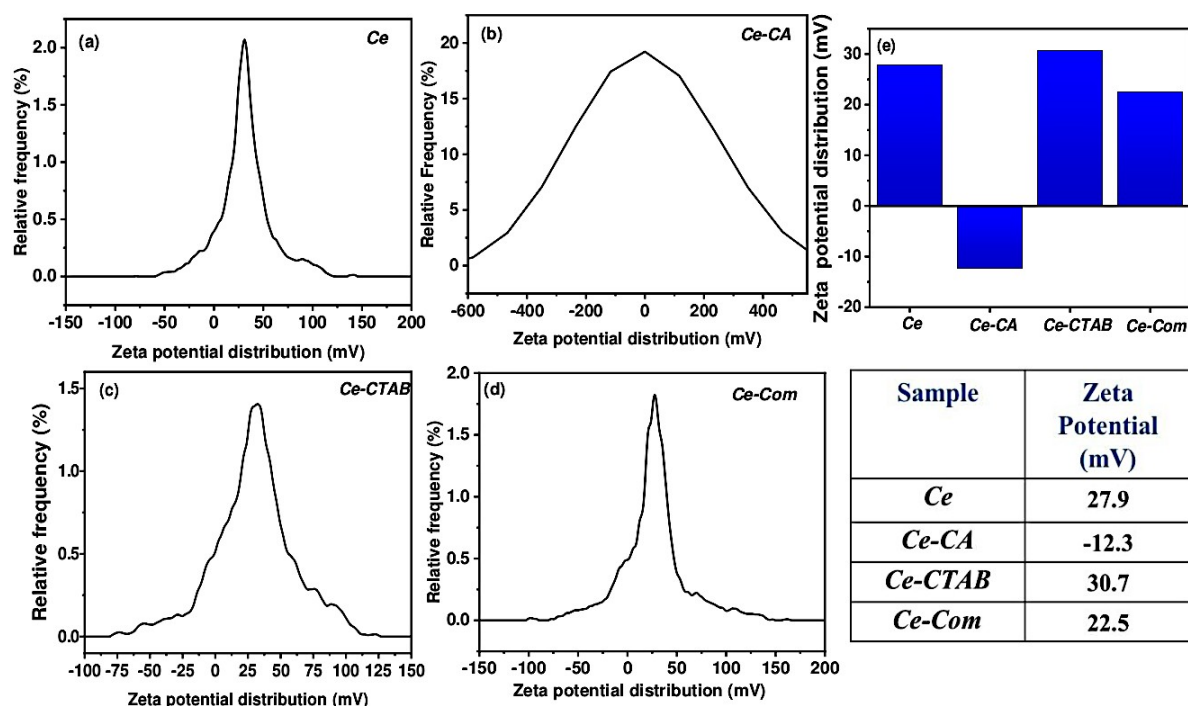 (a)
Ce
2.0
1.5
1.0
0.5
0.0
Relative frequency (%)
-150 -100 -50 0 50 100 150 200
Zeta potential distribution (mV)
(b)
Ce-CA
20
15
10
5
0
Relative Frequency (%)
-600 -400 -200 0 200 400
Zeta potential distribution (mV)
(e)
30
20
10
0
-10
-20
Zeta potential distribution (mV)
Ce Ce-CA Ce-CTAB Ce-Com
(c)
Ce-CTAB
1.5
1.0
0.5
0.0
Relative frequency (%)
-100 -75 -50 -25 0 25 50 75 100 125 150
Zeta potential distribution (mV)
(d)
Ce-Com
2.0
1.5
1.0
0.5
0.0
Relative frequency (%)
-150 -100 -50 0 50 100 150 200
Zeta potential distribution (mV)
Sample Zeta
Potential
(mV)
Ce 27.9
Ce-CA -12.3
Ce-CTAB 30.7
Ce-Com 22.5